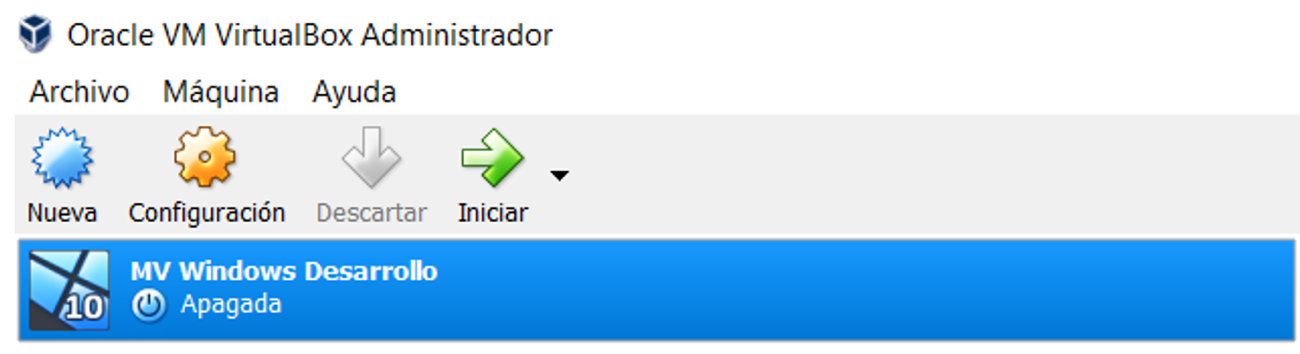 Oracle VM VirtualBox Administrador
Archivo Máquina Ayuda
Nueva Configuración Descartar Iniciar
MV Windows Desarrollo
10 Apagada